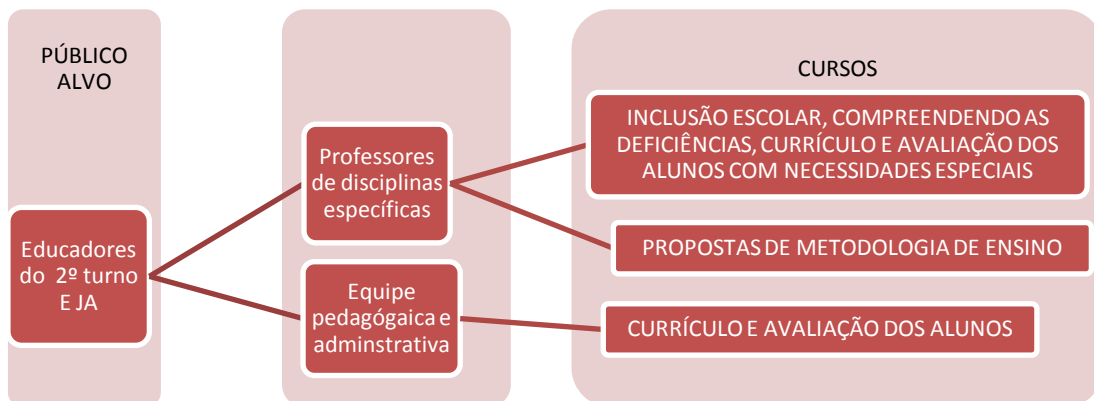 PÚBLICO
ALVO
Educadores
do 2º turno
E JA
Professores
de disciplinas
específicas
Equipe
pedagógaica e
adminstrativa
CURSOS
INCLUSÃO ESCOLAR, COMPREENDENDO AS
DEFICIÊNCIAS, CURRÍCULO E AVALIAÇÃO DOS
ALUNOS COM NECESSIDADES ESPECIAIS
PROPOSTAS DE METODOLOGIA DE ENSINO
CURRÍCULO E AVALIAÇÃO DOS ALUNOS